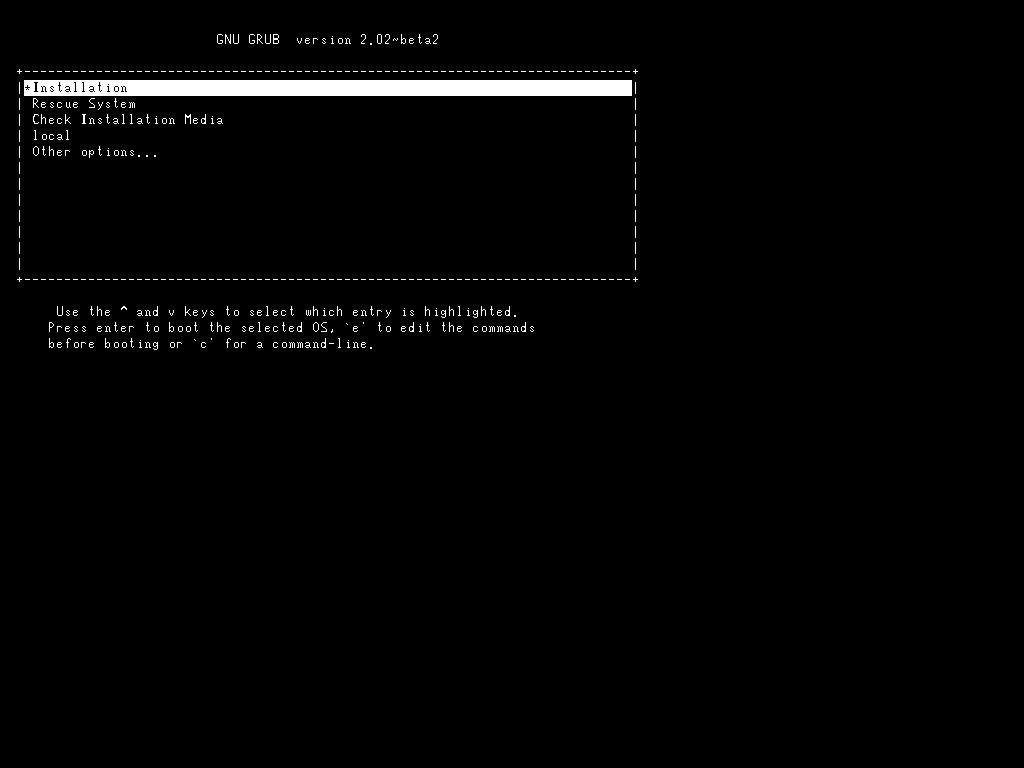 GNU GRUB  version 2.02~beta2
*Installation
Rescue System
Check Installation Media
local
Other options...
Use the ^ and v keys to select which entry is highlighted.
Press enter to boot the selected OS, `e' to edit the commands
before booting or `c' for a command-line.